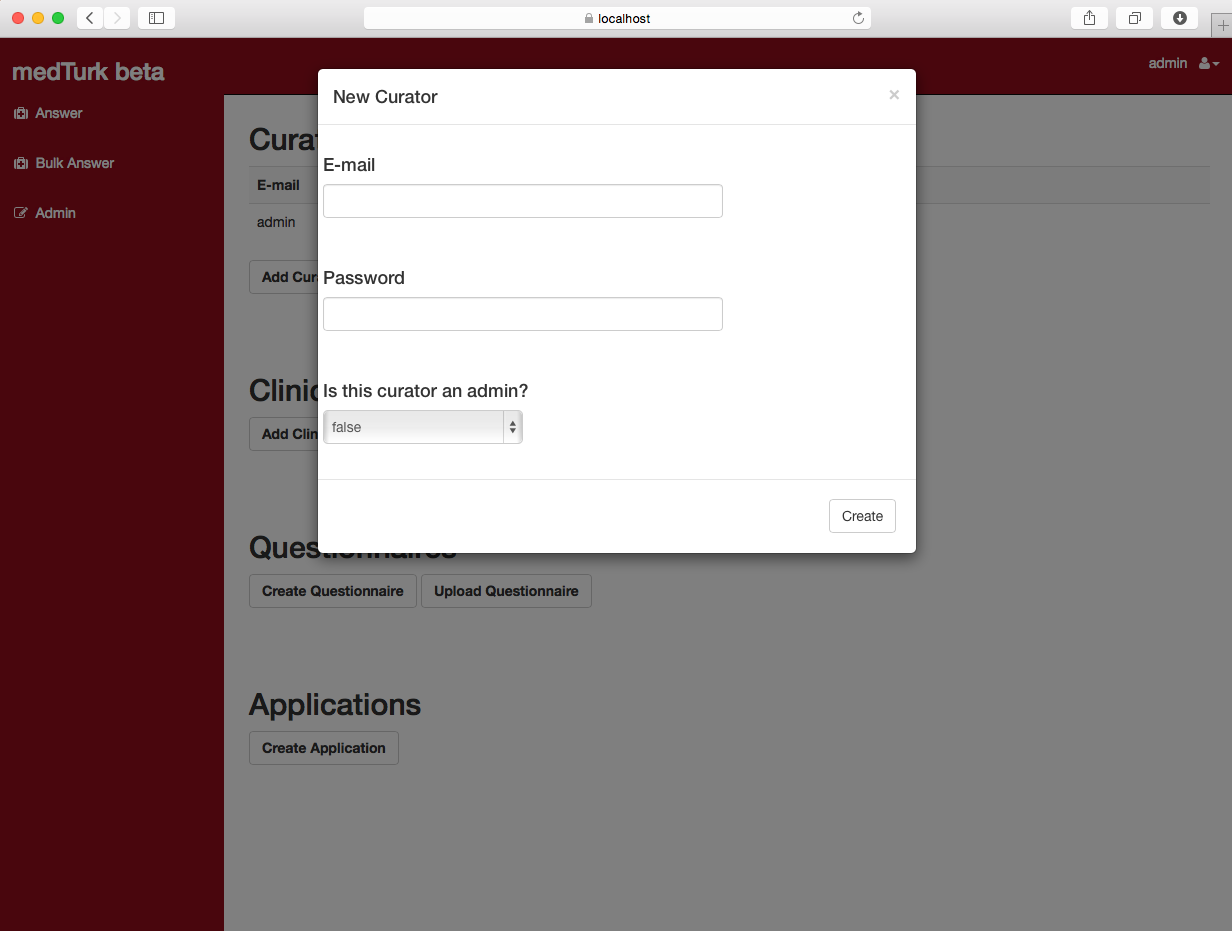 localhost
medTurk beta
admin
Answer
Bulk Answer
Admin
New Curator
×
E-mail
Password
Is this curator an admin?
false
Create
Cura
E-mail
admin
Add Cur
Clinic
Add Clin
Questionnaires
Create Questionnaire
Upload Questionnaire
Applications
Create Application